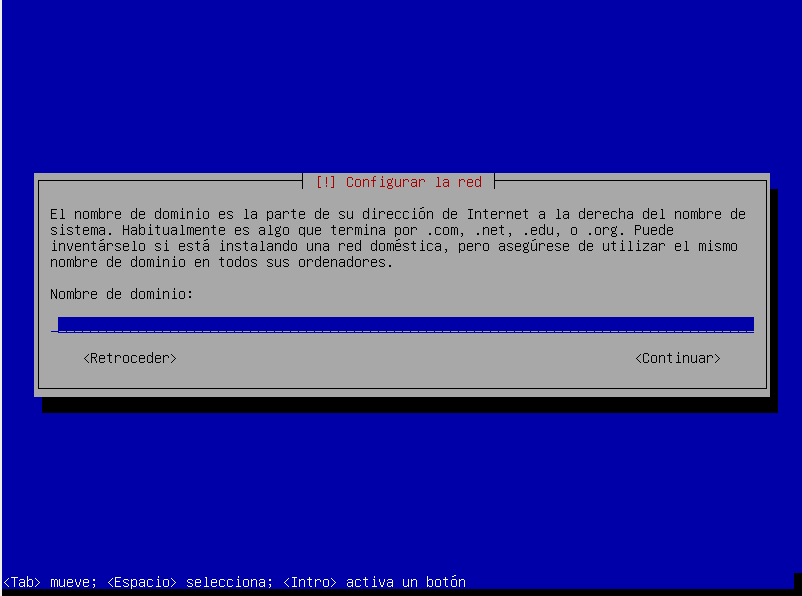 [!] Configurar la red
El nombre de dominio es la parte de su dirección de Internet a la derecha del nombre de
sistema. Habitualmente es algo que termina por .com, .net, .edu, o .org. Puede
inventárselo si está instalando una red doméstica, pero asegúrese de utilizar el mismo
nombre de dominio en todos sus ordenadores.
Nombre de dominio:
<Retroceder> <Continuar>
<Tab> mueve; <Espacio> selecciona; <Intro> activa un botón